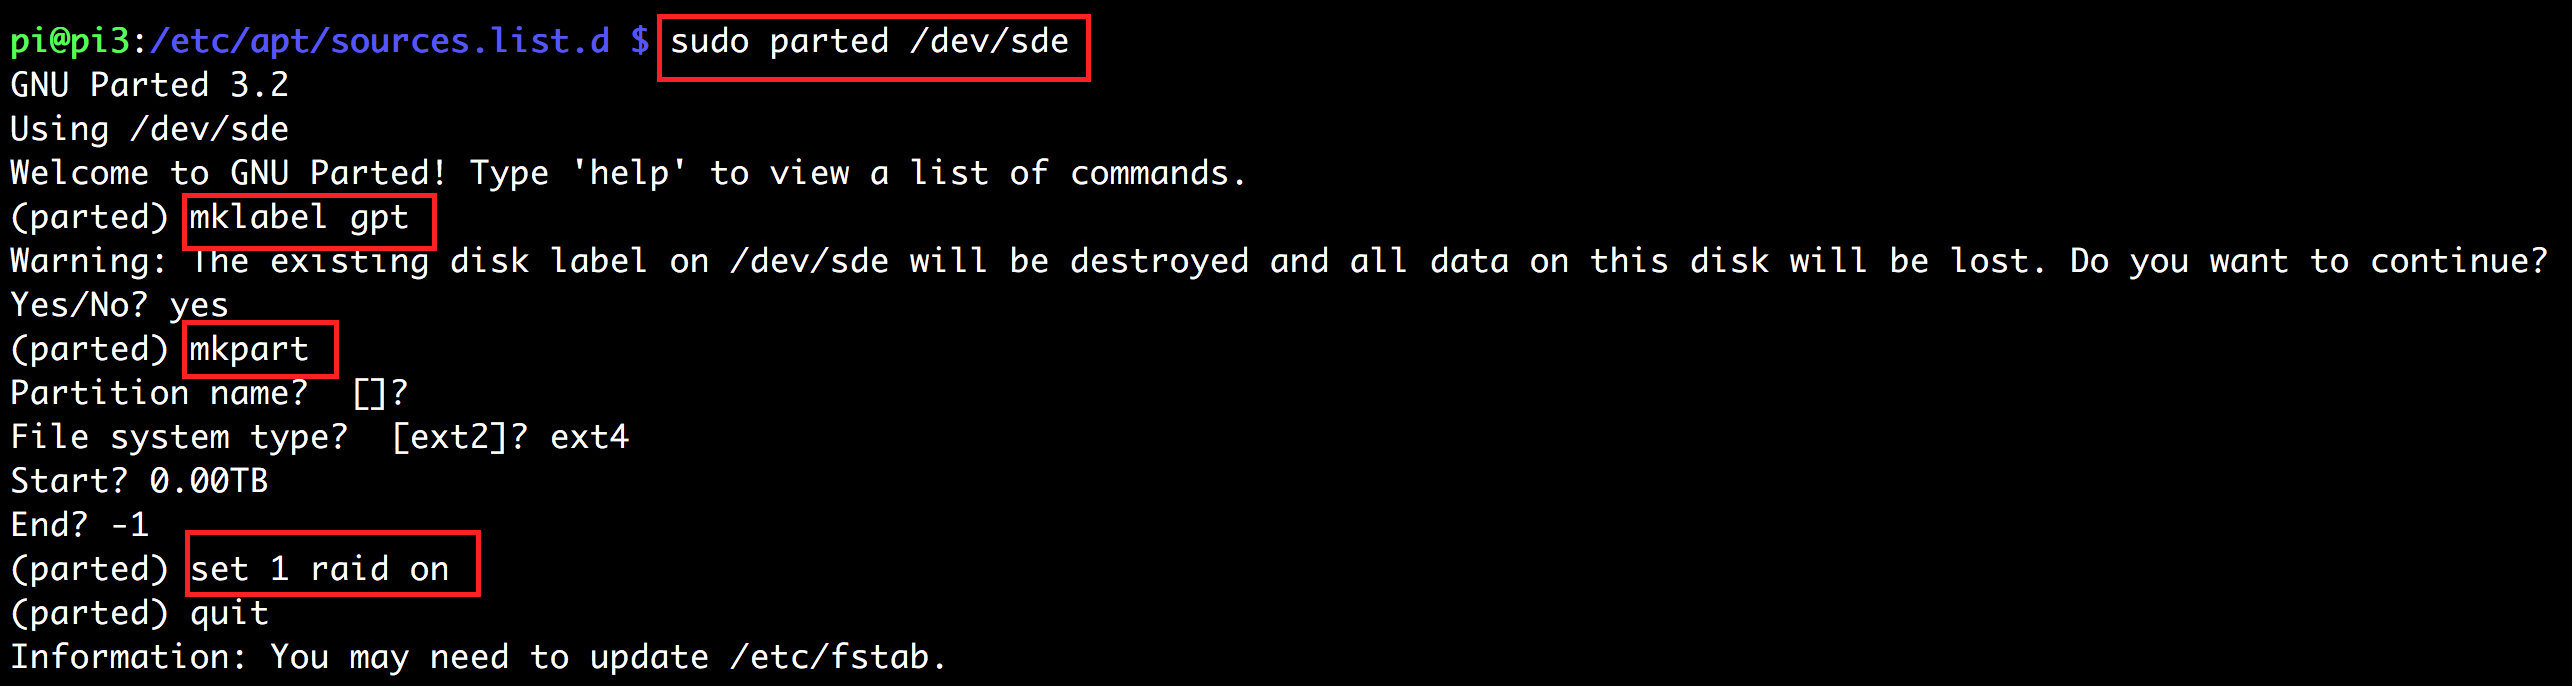 pi@pi3:/etc/apt/sources.list.d $ sudo parted /dev/sde
GNU Parted 3.2
Using /dev/sde
Welcome to GNU Parted! Type 'help' to view a list of commands.
(parted) mklabel gpt
Warning: The existing disk label on /dev/sde will be destroyed and all data on this disk will be lost. Do you want to continue?
Yes/No? yes
(parted) mkpart
Partition name?  []?
File system type?  [ext2]? ext4
Start? 0.00TB
End? -1
(parted) set 1 raid on
(parted) quit
Information: You may need to update /etc/fstab.